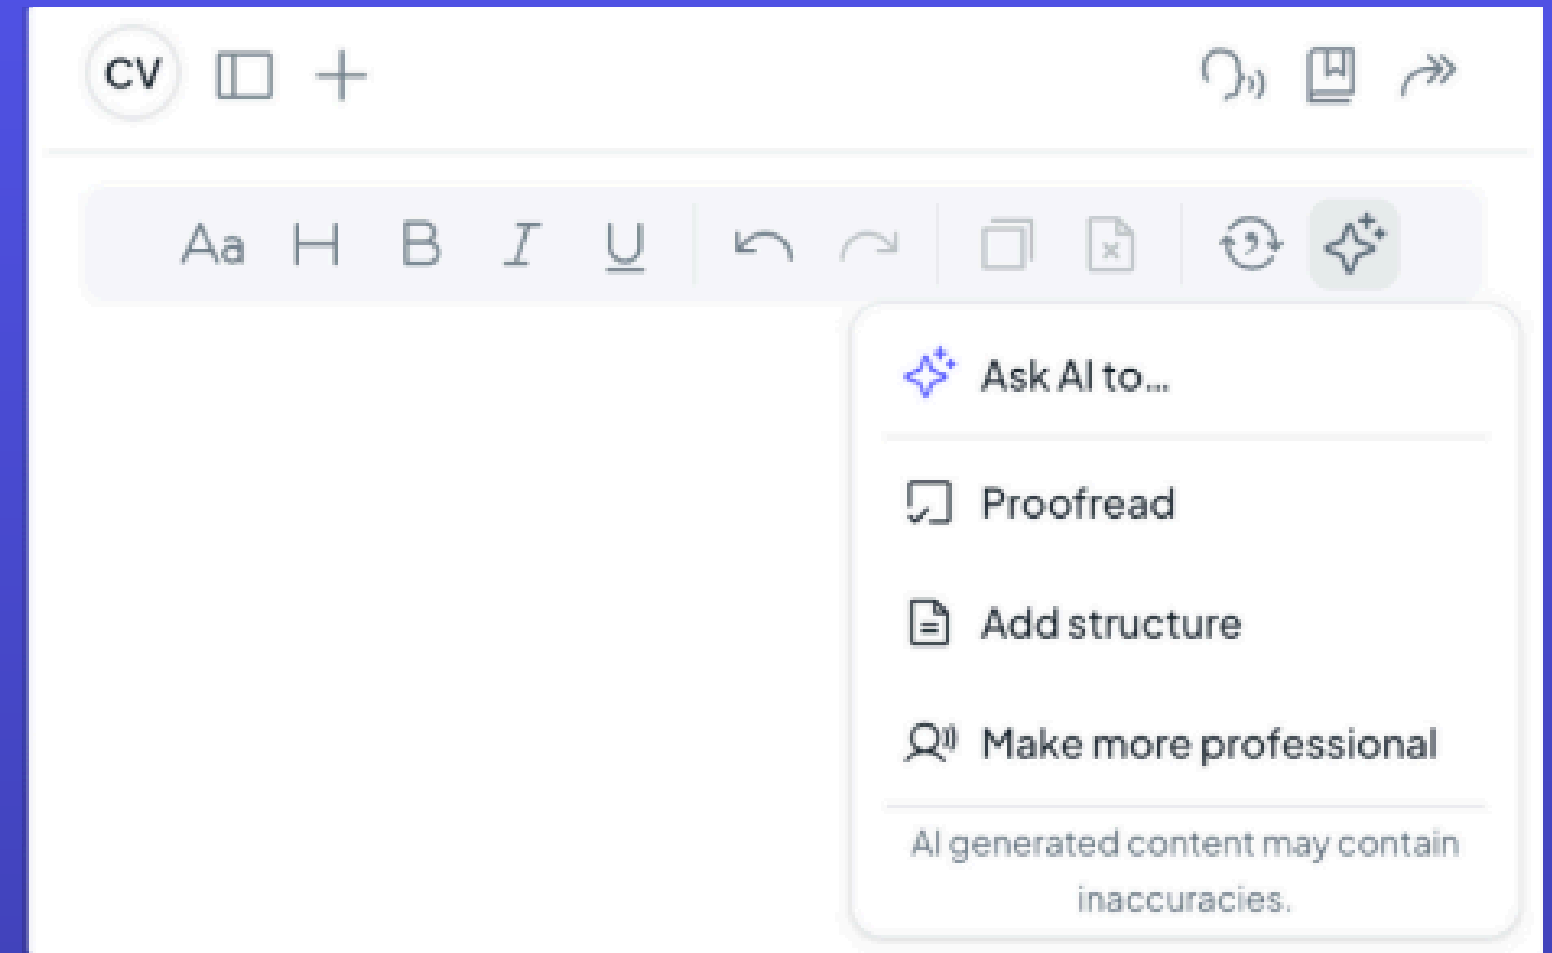 CV
Aa H B I U
Ask AI to...
Proofread
Add structure
Make more professional
AI generated content may contain
inaccuracies.